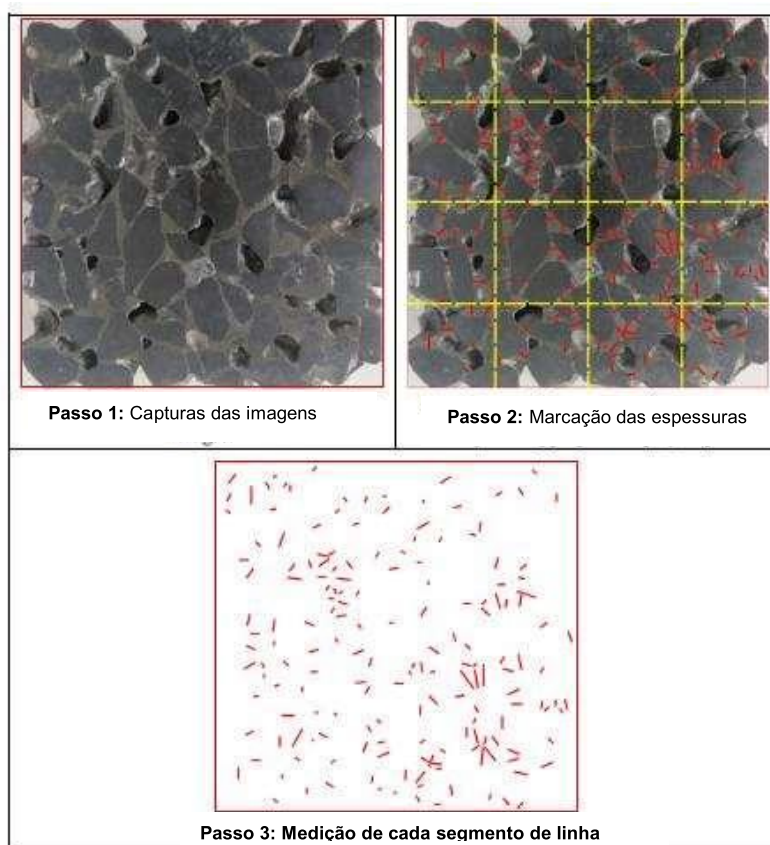 Passo 1: Capturas das imagens
Passo 2: Marcação das espessuras
Passo 3: Medição de cada segmento de linha